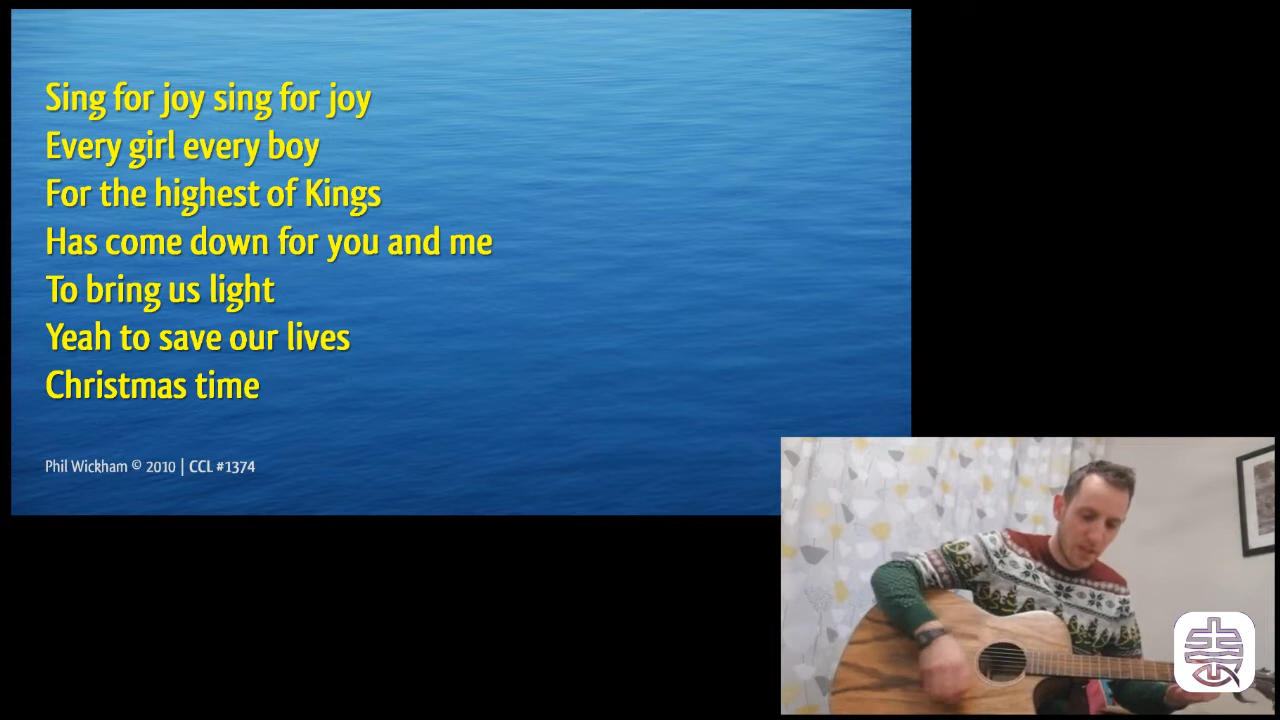 Sing for joy sing for joy
Every girl every boy
For the highest of Kings
Has come down for you and me
To bring us light
Yeah to save our lives
Christmas time
Phil Wickham © 2010 | CCL #1374